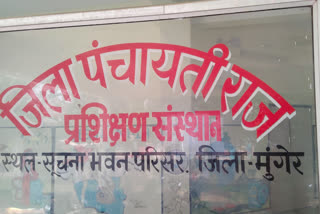 जिला पंचायती राज
प्रशिक्षण संस्थान
स्थल-सूचना भवन परिसर, जिला-मुंगेर